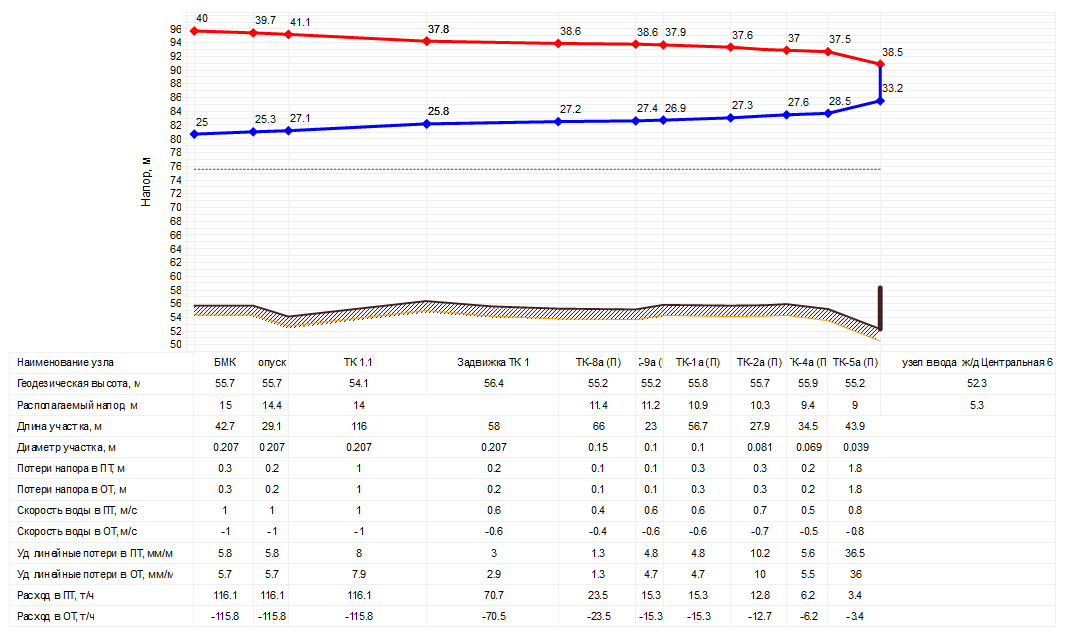 40 39.7 41.1 37.8 38.6 38.6 37.9 37.6 37 37.5 38.5
25 25.3 27.1 25.8 27.2 27.4 26.9 27.3 27.6 28.5 33.2
Напор, м
96
94
92
90
88
86
84
82
80
78
76
74
72
70
68
66
64
62
60
58
56
54
52
50
Наименование узла БМК опуск ТК 1.1 Задвижка ТК 1 ТК-8а (П) -9а ( ТК-1а (П) ТК-2а (П) К-4а (П ТК-5а (П) узел ввода ж/д Центральная 6
Геодезическая высота, м 55.7 55.7 54.1 56.4 55.2 55.2 55.8 55.7 55.9 55.2 52.3
Располагаемый напор, м 15 14.4 14 11.4 11.2 10.9 10.3 9.4 9 5.3
Длина участка, м 42.7 29.1 116 58 66 23 56.7 27.9 34.5 43.9
Диаметр участка, м 0.207 0.207 0.207 0.207 0.15 0.1 0.1 0.081 0.069 0.039
Потери напора в ПТ, м 0.3 0.2 1 0.2 0.1 0.1 0.3 0.3 0.2 1.8
Потери напора в ОТ, м 0.3 0.2 1 0.2 0.1 0.1 0.3 0.3 0.2 1.8
Скорость воды в ПТ, м/с 1 1 1 0.6 0.4 0.6 0.6 0.7 0.5 0.8
Скорость воды в ОТ, м/с -1 -1 -1 -0.6 -0.4 -0.6 -0.6 -0.7 -0.5 -0.8
Уд. линейные потери в ПТ, мм/м 5.8 5.8 8 3 1.3 4.8 4.8 10.2 5.6 36.5
Уд. линейные потери в ОТ, мм/м 5.7 5.7 7.9 2.9 1.3 4.7 4.7 10 5.5 36
Расход в ПТ, т/ч 116.1 116.1 116.1 70.7 23.5 15.3 15.3 12.8 6.2 3.4
Расход в ОТ, т/ч -115.8 -115.8 -115.8 -70.5 -23.5 -15.3 -15.3 -12.7 -6.2 -3.4